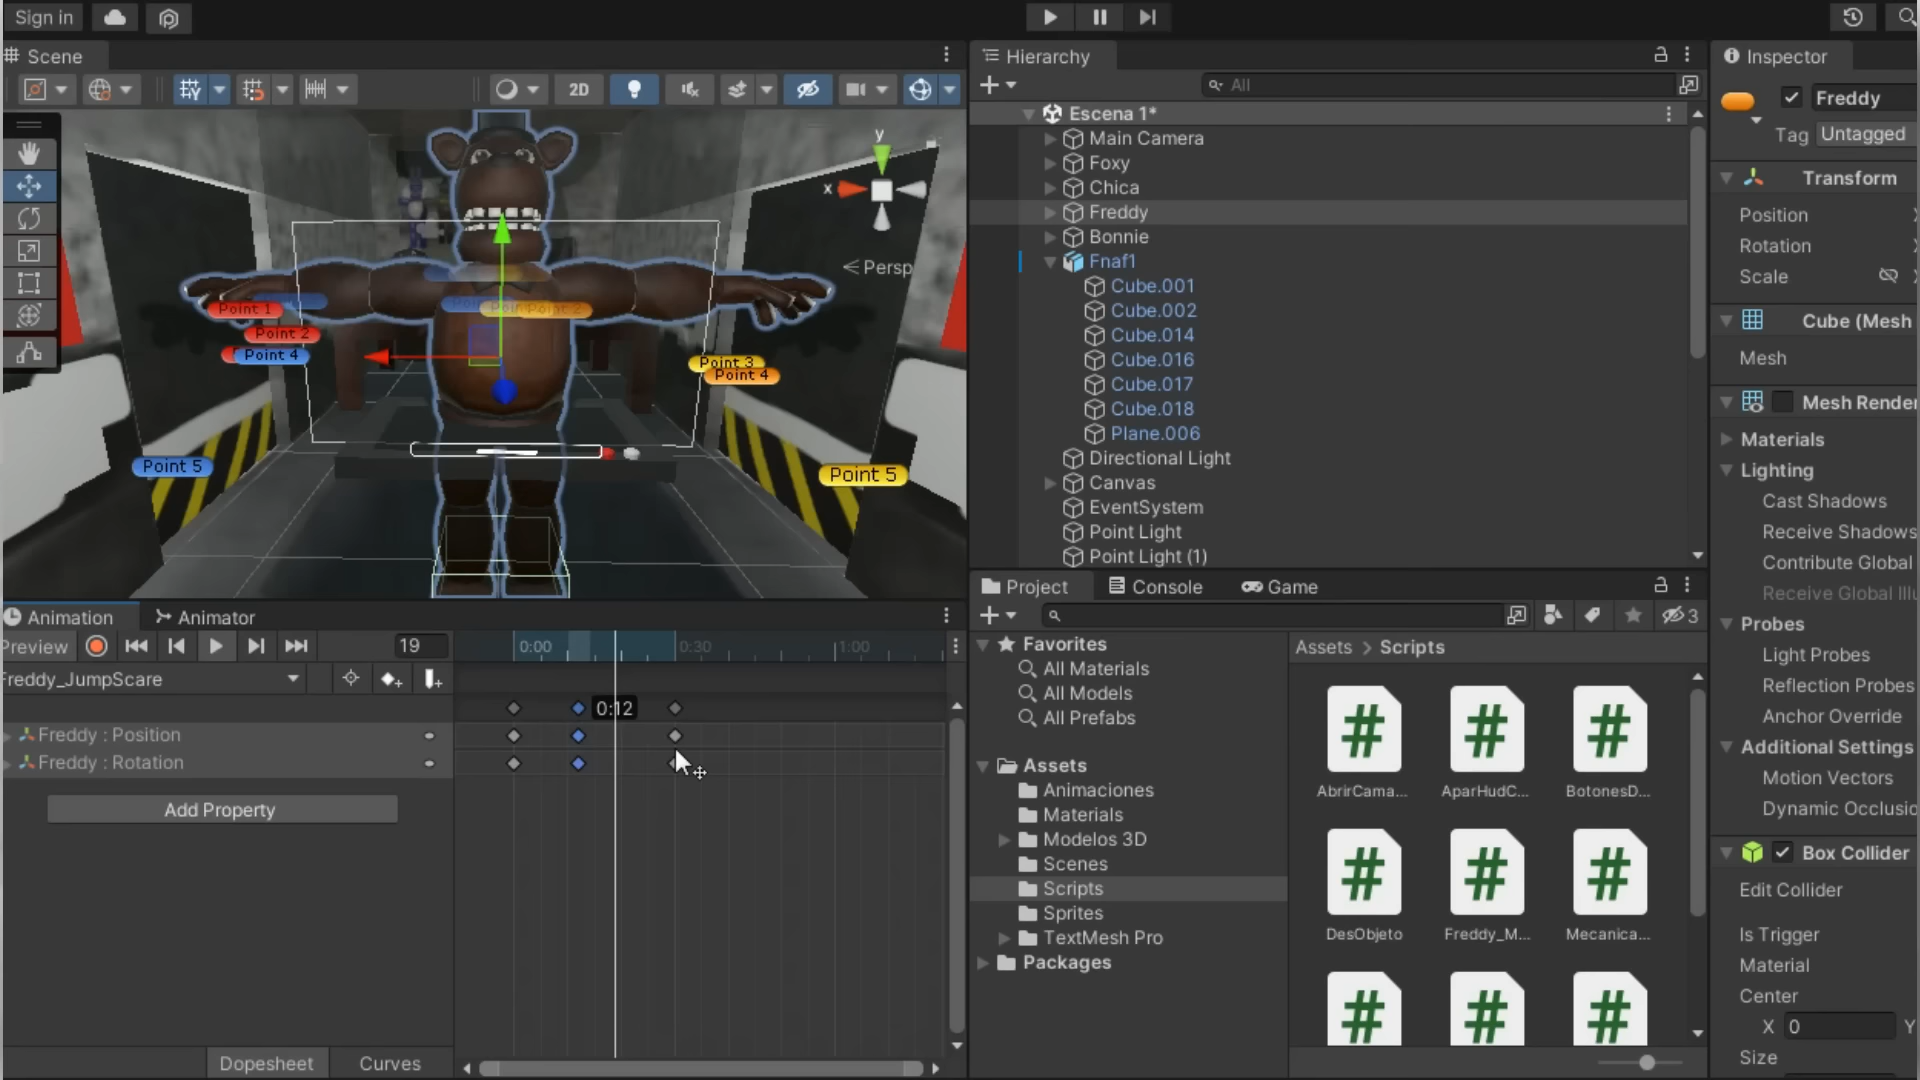 Sign in
Scene
2D
y
x
Persp
Point 1
Point 2
Point 4
Point 2
Point 3
Point 4
Point 5
Point 5
Hierarchy
All
Escena 1*
Main Camera
Foxy
Chica
Freddy
Bonnie
Fnaf1
Cube.001
Cube.002
Cube.014
Cube.016
Cube.017
Cube.018
Plane.006
Directional Light
Canvas
EventSystem
Point Light
Point Light (1)
Inspector
Freddy
Tag Untagged
Transform
Position
Rotation
Scale
Cube (Mesh
Mesh
Mesh Render
Materials
Lighting
Cast Shadows
Receive Shadows
Contribute Global
Receive Global Illu
Probes
Light Probes
Reflection Probes
Anchor Override
Additional Settings
Motion Vectors
Dynamic Occlusio
Box Collider
Edit Collider
Is Trigger
Material
Center
X 0 Y
Size
Animation
Animator
Preview
19
0:00
0:30
1:00
Freddy_JumpScare
0:12
Freddy : Position
Freddy : Rotation
Add Property
Dopesheet
Curves
Project
Console
Game
3
Favorites
All Materials
All Models
All Prefabs
Assets
Animaciones
Materials
Modelos 3D
Scenes
Scripts
Sprites
TextMesh Pro
Packages
Assets > Scripts
AbrirCama...
AparHudC...
BotonesD...
DesObjeto
Freddy_M...
Mecanica...